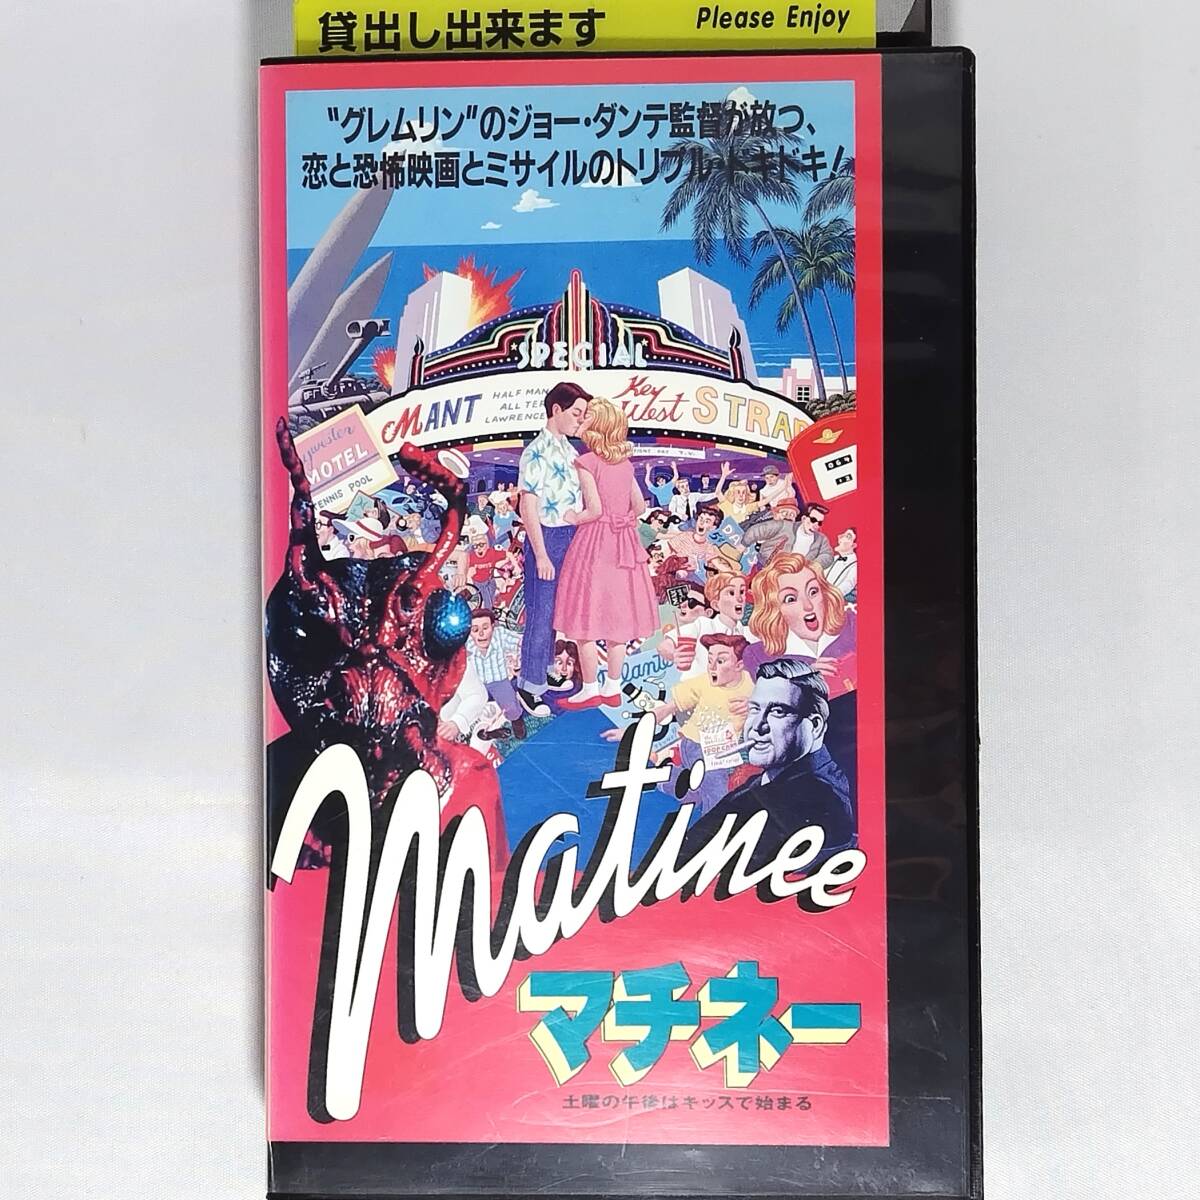 貸出し出来ます
Please Enjoy
"グレムリン"のジョー・ダンテ監督が放つ、
恋と恐怖映画とミサイルのトリプル・ドキドキ!
SPECIAL
MANT
HALF MAN
ALL TER
LAWRENCE
Key West
STRAP
MOTEL
TENNIS POOL
Matinee
マチネー
土曜の午後はキッスで始まる